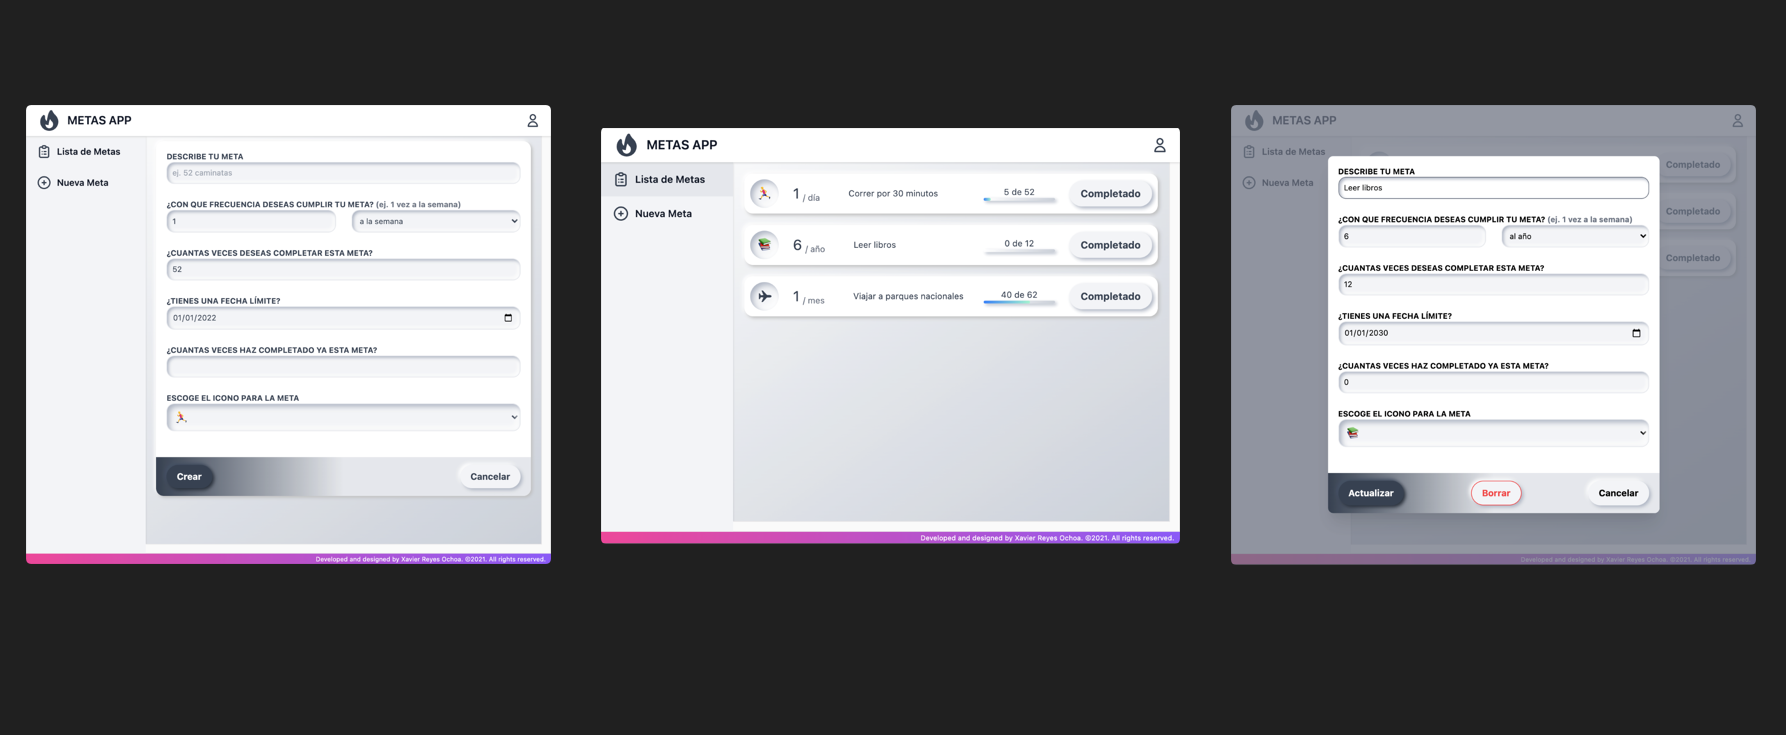 METAS APP
Lista de Metas
Nueva Meta
DESCRIBE TU META
ej. 52 caminatas
¿CON QUE FRECUENCIA DESEAS CUMPLIR TU META? (ej. 1 vez a la semana)
1 a la semana
¿CUANTAS VECES DESEAS COMPLETAR ESTA META?
52
¿TIENES UNA FECHA LÍMITE?
01/01/2022
¿CUANTAS VECES HAZ COMPLETADO YA ESTA META?
ESCOGE EL ICONO PARA LA META
Crear Cancelar
Developed and designed by Xavier Reyes Ochoa. ©2021. All rights reserved.
METAS APP
Lista de Metas
Nueva Meta
1 / día Correr por 30 minutos 5 de 52 Completado
6 / año Leer libros 0 de 12 Completado
1 / mes Viajar a parques nacionales 40 de 62 Completado
Developed and designed by Xavier Reyes Ochoa. ©2021. All rights reserved.
METAS APP
Lista de Metas
Nueva Meta
Completado
Completado
Completado
DESCRIBE TU META
Leer libros
¿CON QUE FRECUENCIA DESEAS CUMPLIR TU META? (ej. 1 vez a la semana)
6 al año
¿CUANTAS VECES DESEAS COMPLETAR ESTA META?
12
¿TIENES UNA FECHA LÍMITE?
01/01/2030
¿CUANTAS VECES HAZ COMPLETADO YA ESTA META?
0
ESCOGE EL ICONO PARA LA META
Actualizar Borrar Cancelar
Developed and designed by Xavier Reyes Ochoa. ©2021. All rights reserved.